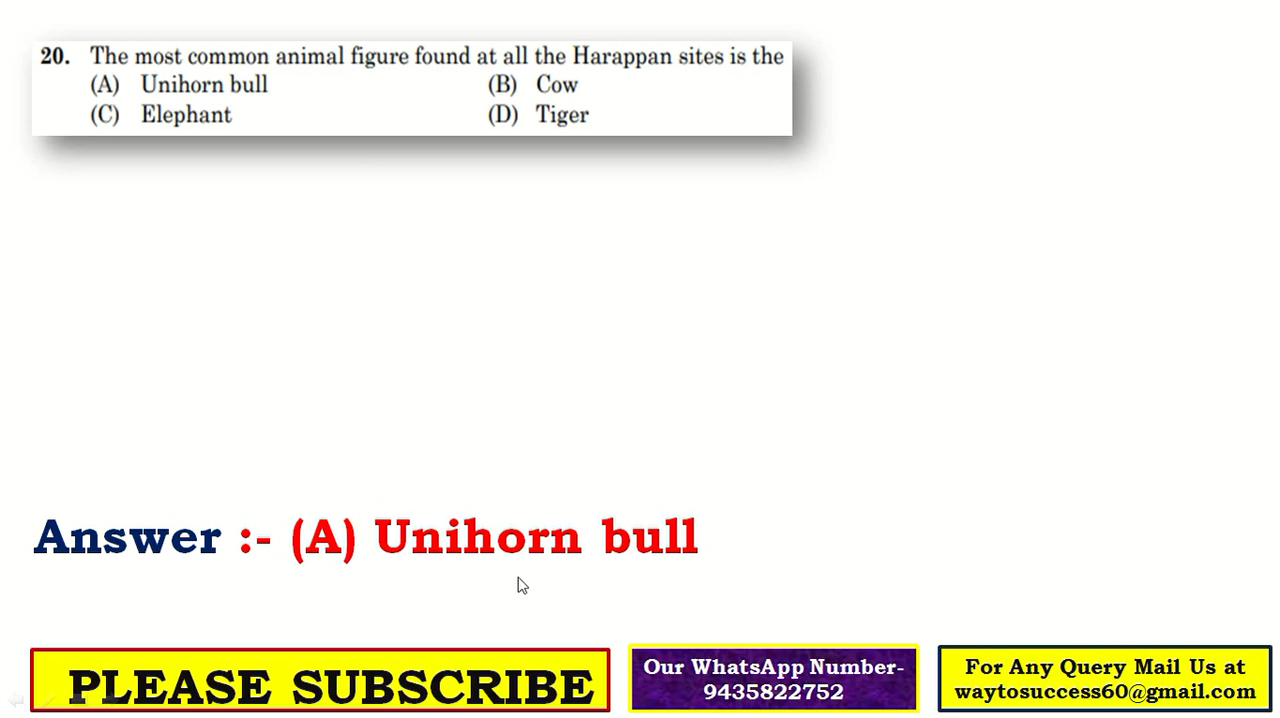 20. The most common animal figure found at all the Harappan sites is the
(A) Unihorn bull (B) Cow
(C) Elephant (D) Tiger
Answer :- (A) Unihorn bull
PLEASE SUBSCRIBE
Our WhatsApp Number-
9435822752
For Any Query Mail Us at
waytosuccess60@gmail.com